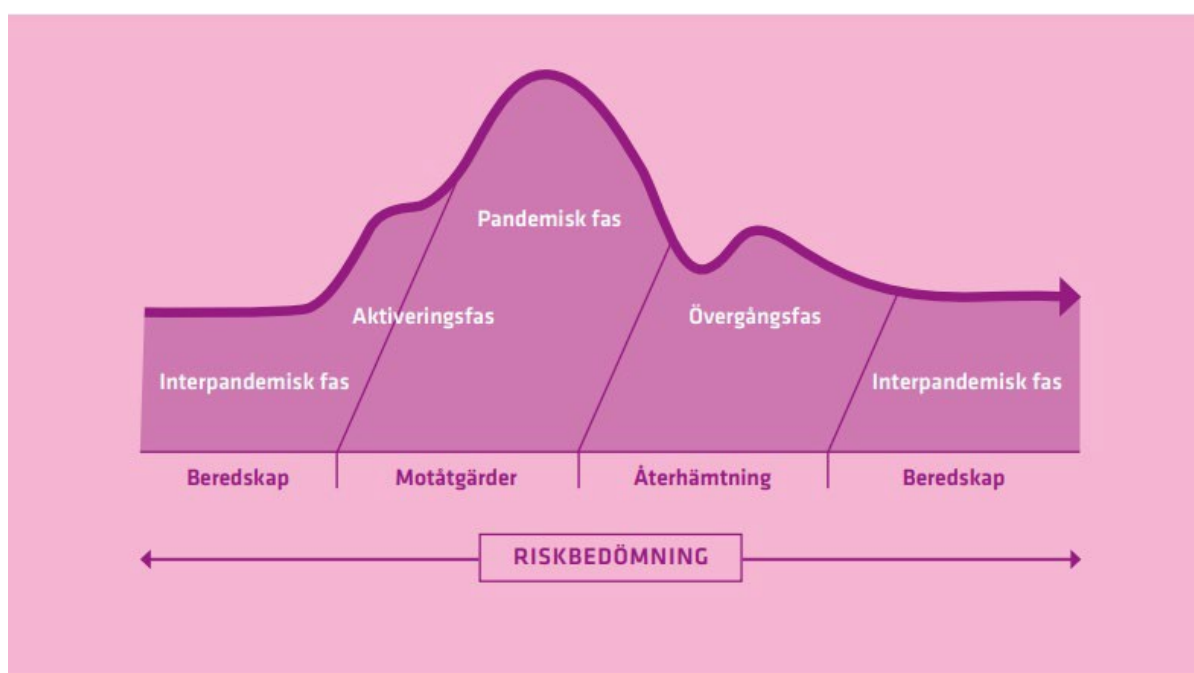 Pandemisk fas
Aktiveringsfas
Övergångsfas
Interpandemisk fas
Interpandemisk fas
Beredskap
Motåtgärder
Återhämtning
Beredskap
RISKBEDÖMNING